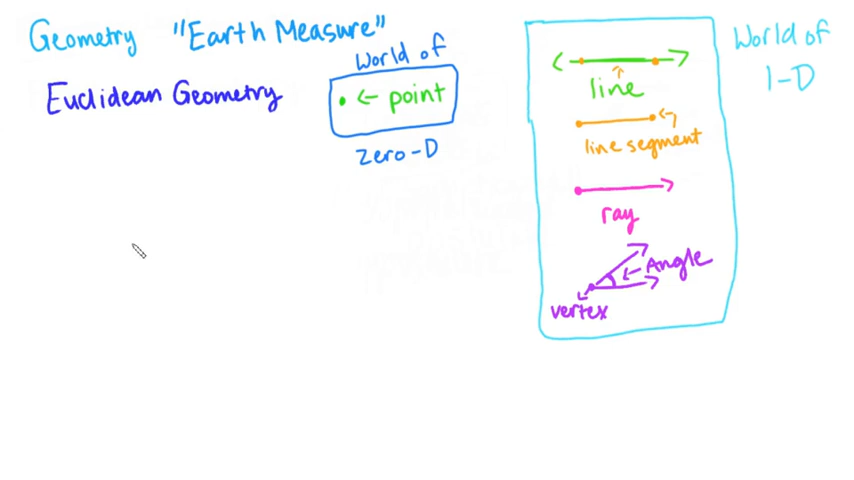 Geometry "Earth Measure"
Euclidean Geometry
World of
← point
zero-D
World of
1-D
line
line segment
ray
Angle
vertex